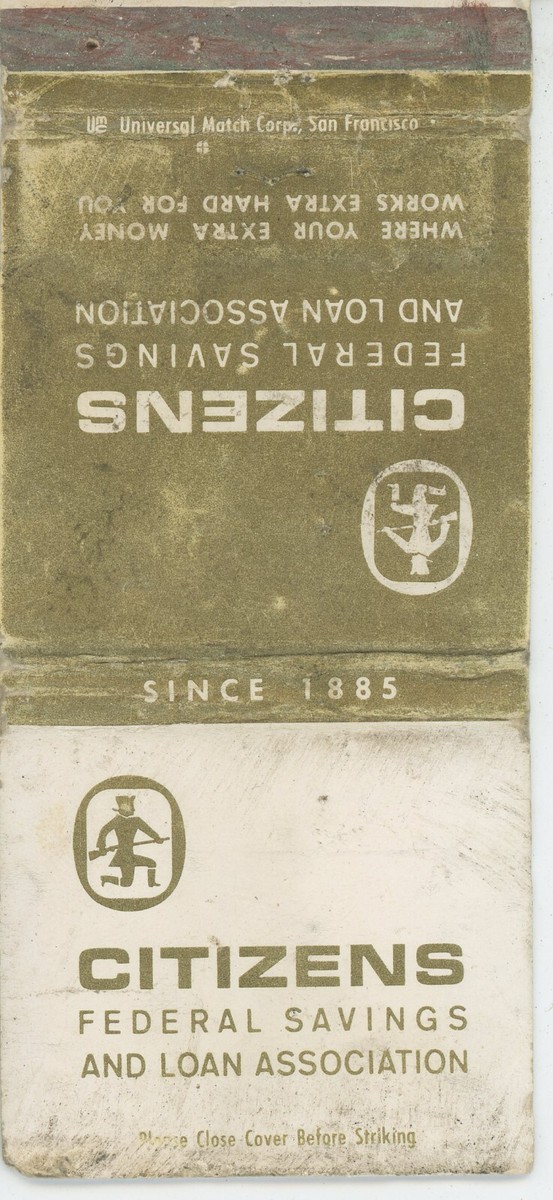 Universal Match Corp., San Francisco
WHERE YOUR EXTRA MONEY
WORKS EXTRA HARD FOR YOU
CITIZENS
FEDERAL SAVINGS
AND LOAN ASSOCIATION
SINCE 1885
CITIZENS
FEDERAL SAVINGS
AND LOAN ASSOCIATION
Please Close Cover Before Striking